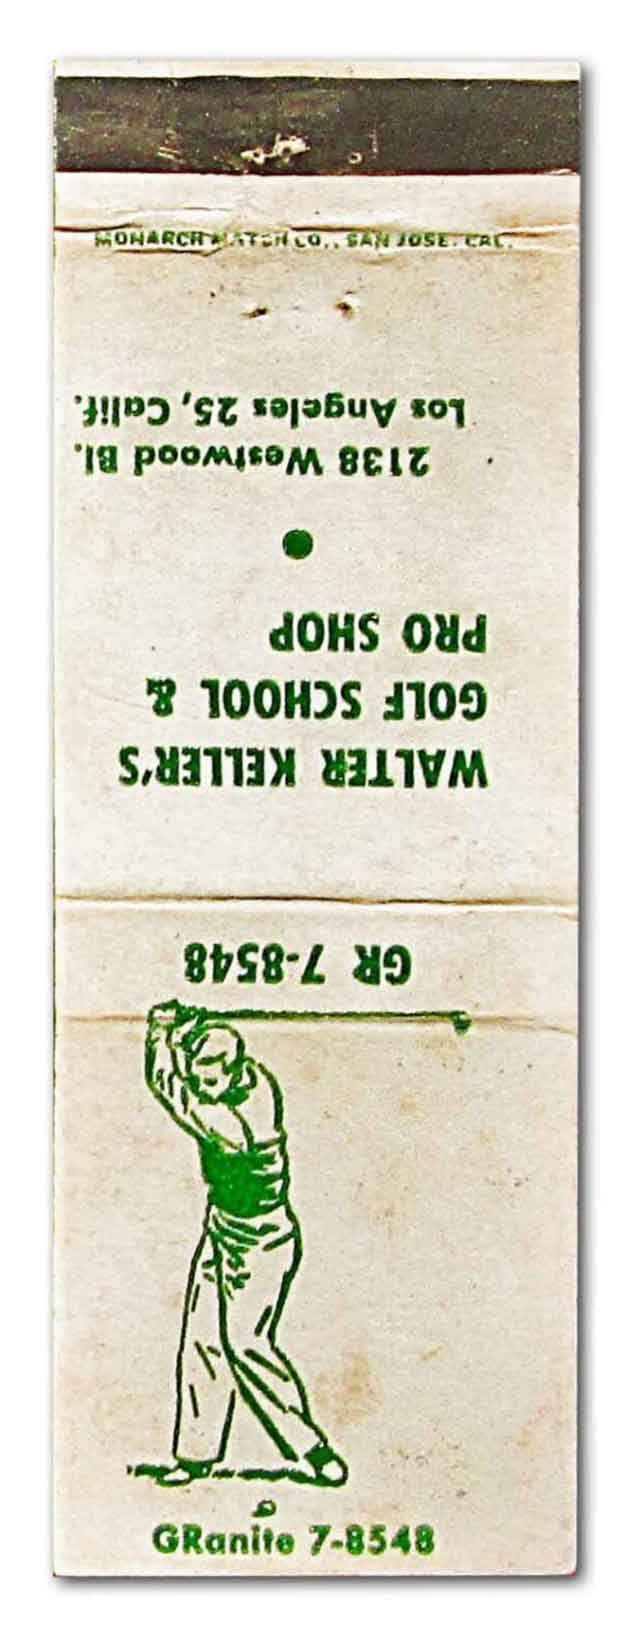 MONARCH MATCH CO., SAN JOSE, CAL.
WALTER KELLER'S
GOLF SCHOOL &
PRO SHOP
2138 Westwood Bl.
Los Angeles 25, Calif.
GR 7-8548
GRanite 7-8548